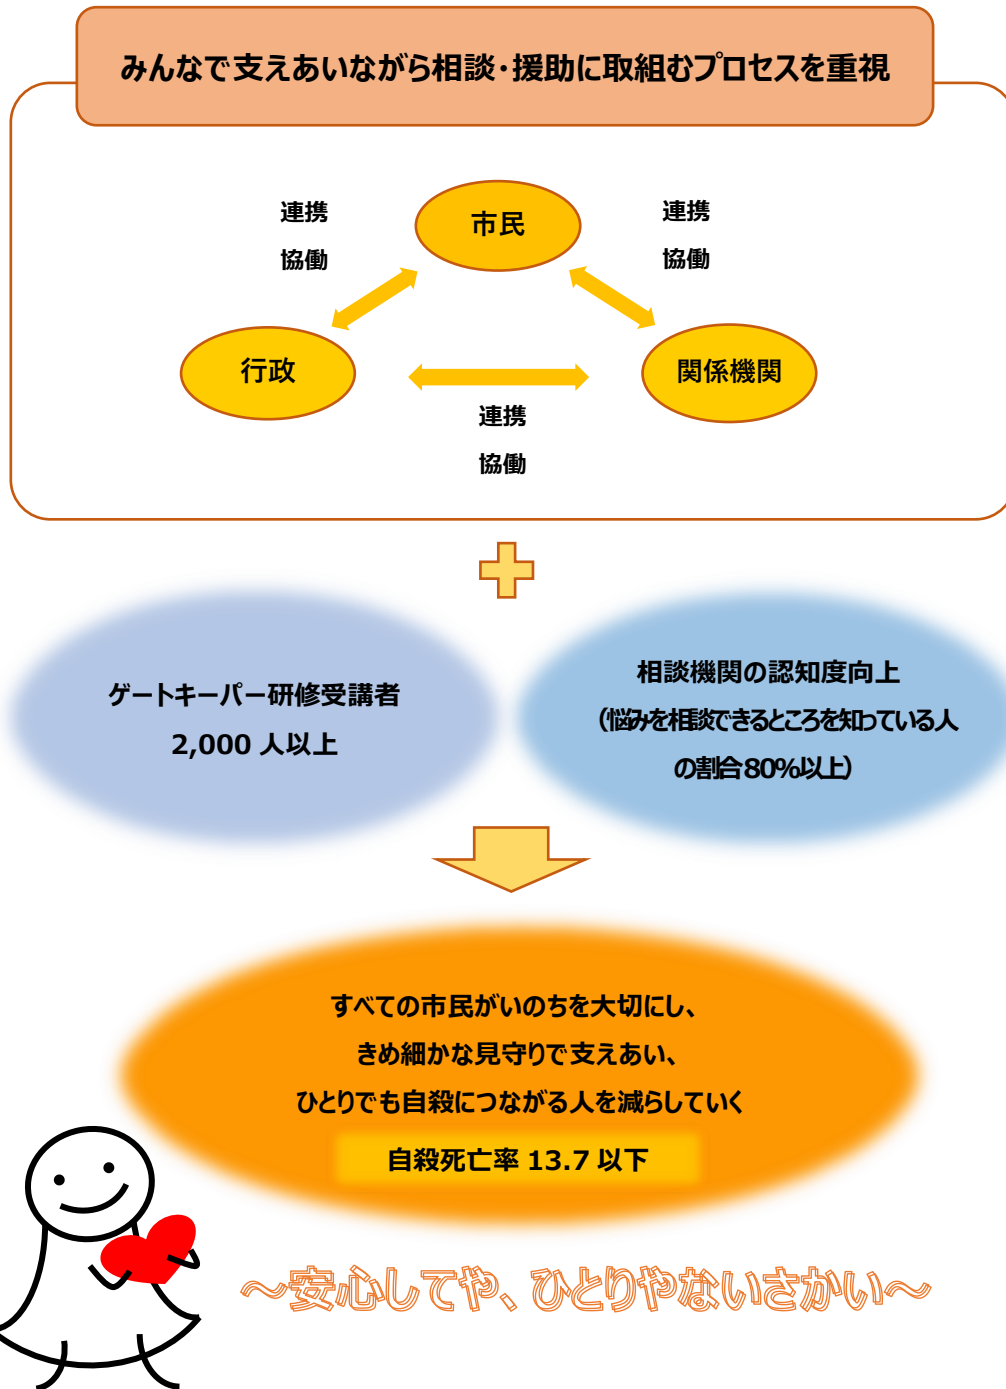 みんなで支えあいながら相談・援助に取組むプロセスを重視
市民
連携
協働
連携
協働
行政
関係機関
連携
協働
ゲートキーパー研修受講者
2,000 人以上
相談機関の認知度向上
（悩みを相談できるところを知っている人
の割合80%以上）
すべての市民がいのちを大切にし、
きめ細かな見守りで支えあい、
ひとりでも自殺につながる人を減らしていく
自殺死亡率 13.7 以下
～安心してや、ひとりやないさかい～